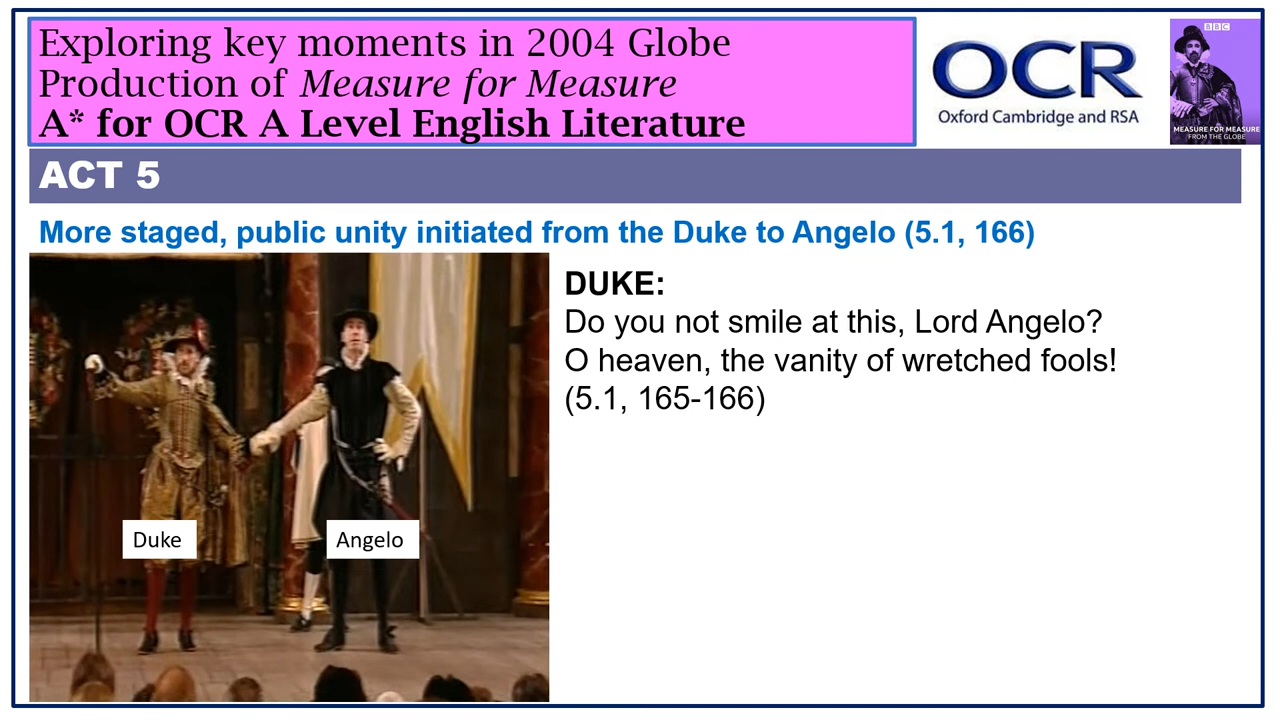 Exploring key moments in 2004 Globe
Production of Measure for Measure
A* for OCR A Level English Literature
OCR
Oxford Cambridge and RSA
BBC
MEASURE FOR MEASURE
FROM THE GLOBE
ACT 5
More staged, public unity initiated from the Duke to Angelo (5.1, 166)
DUKE:
Do you not smile at this, Lord Angelo?
O heaven, the vanity of wretched fools!
(5.1, 165-166)
Duke
Angelo